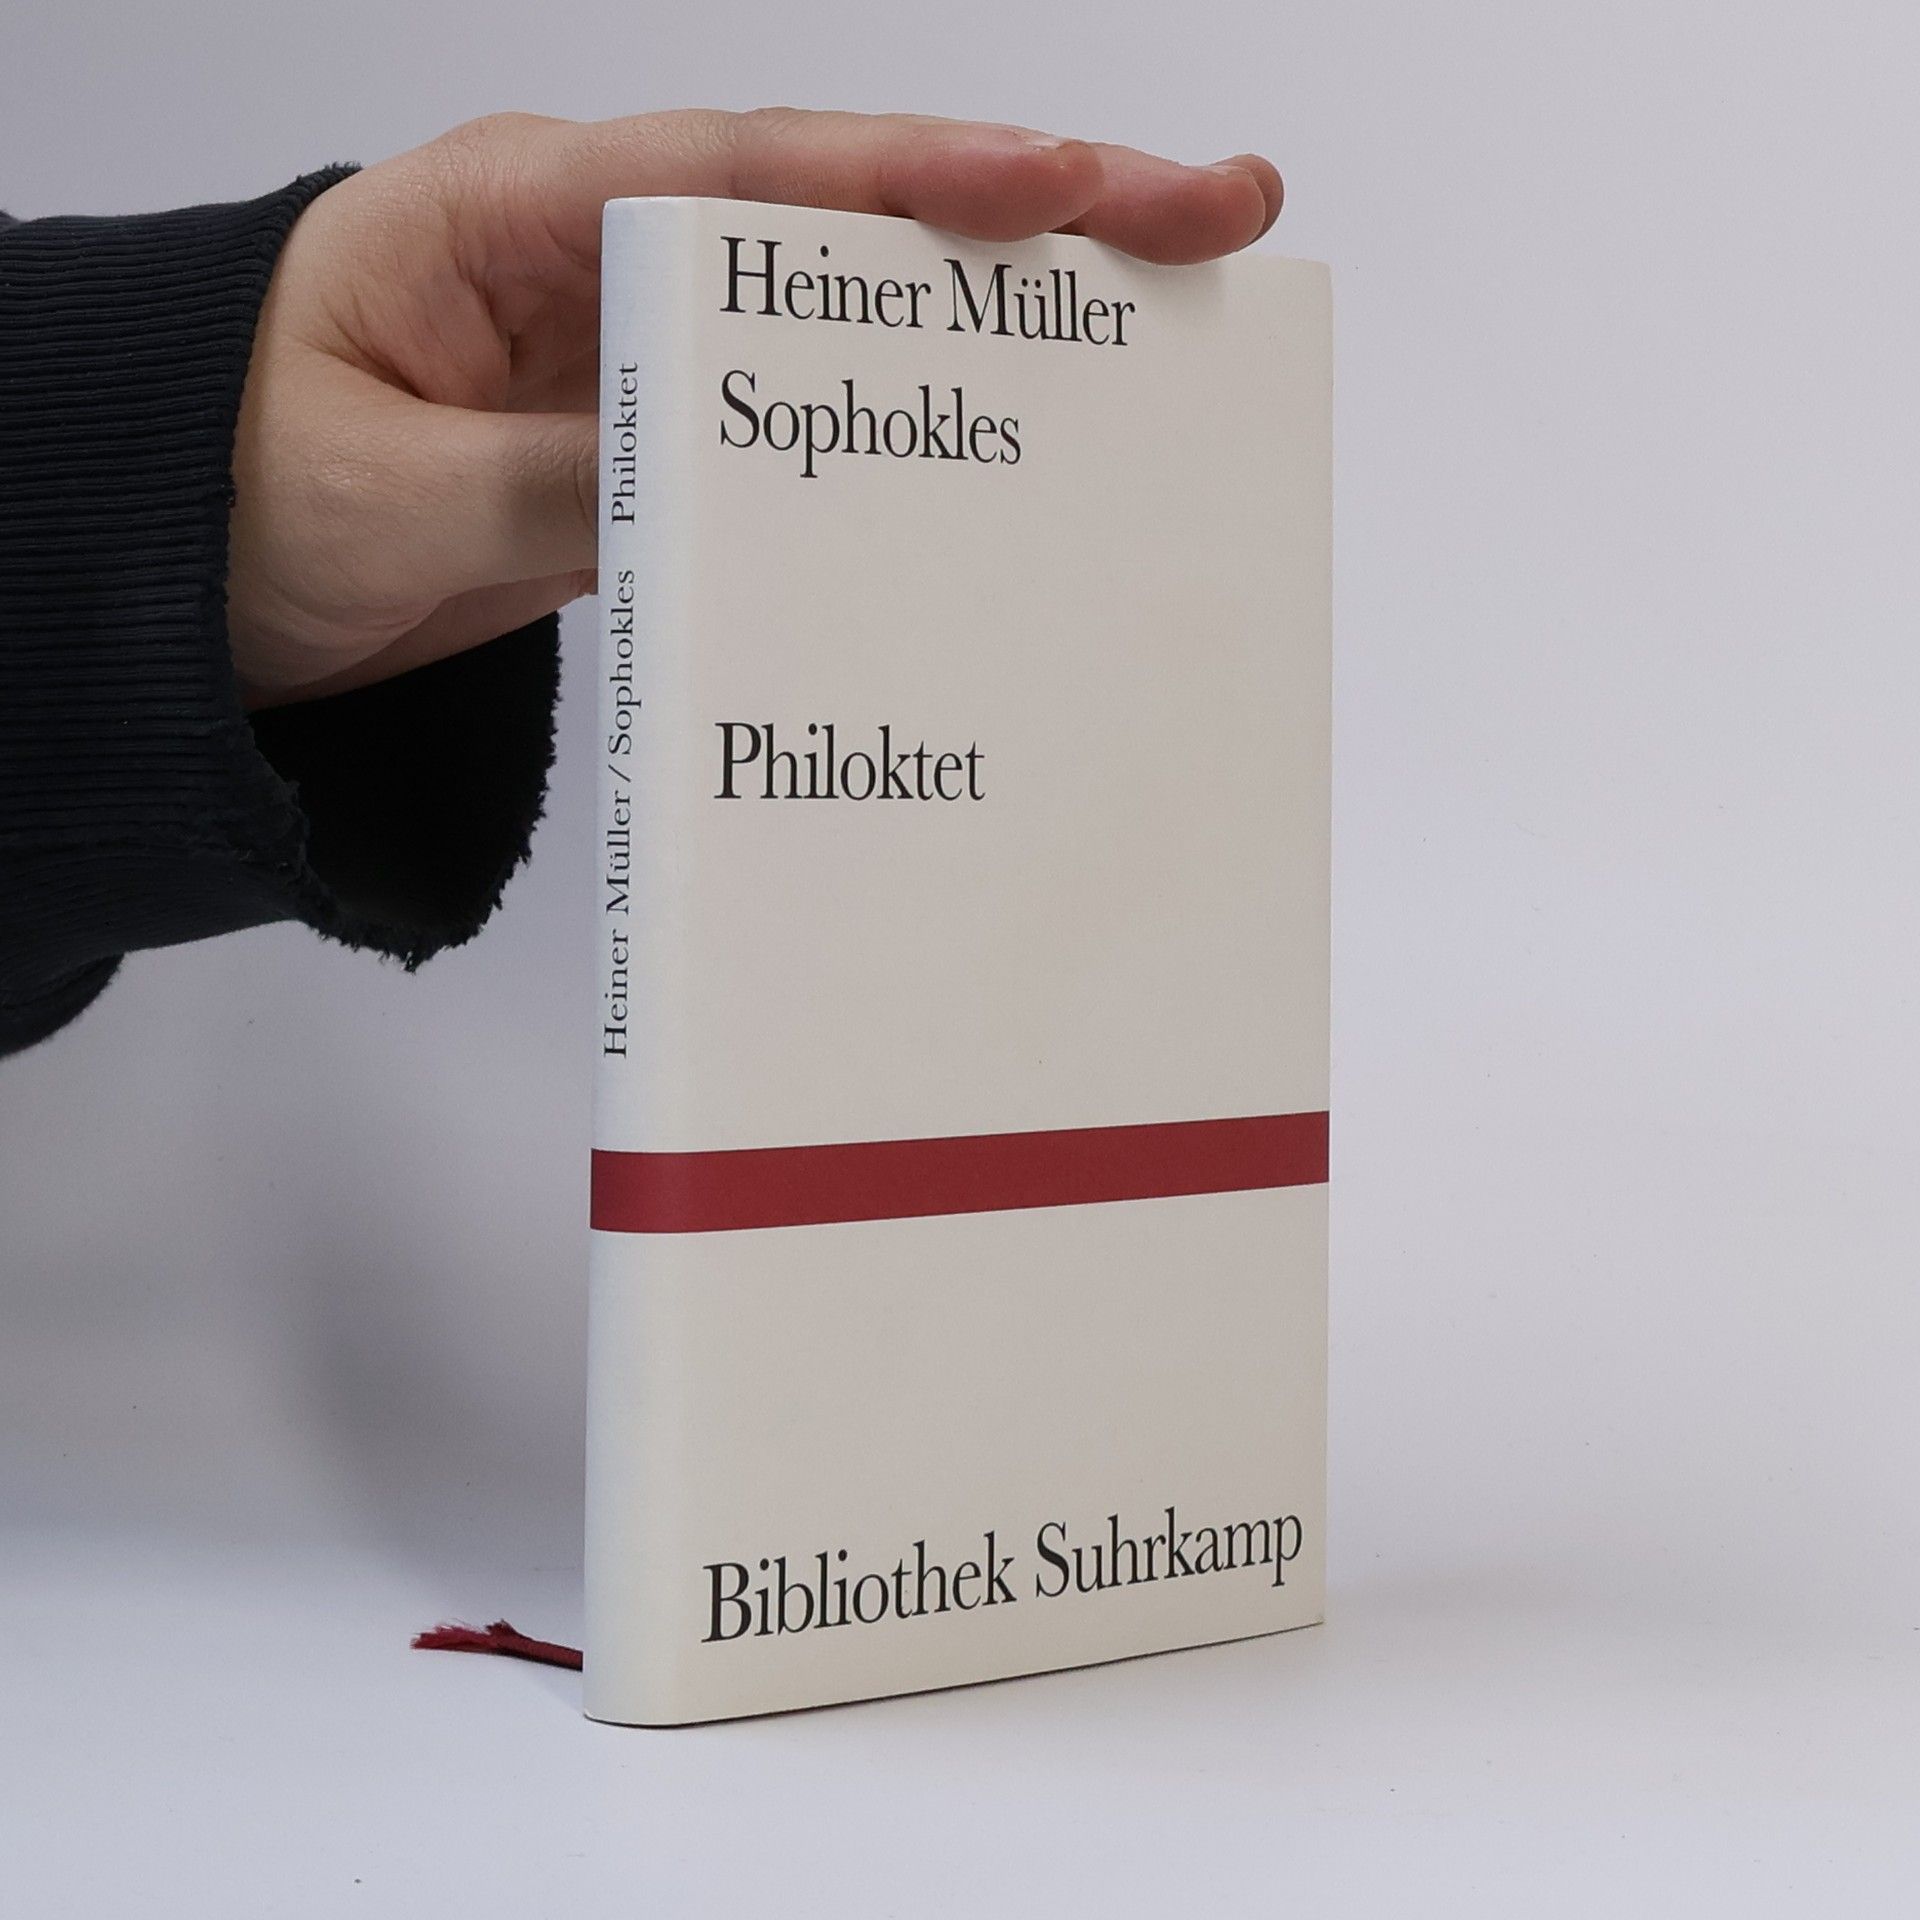 Heiner Müller
Sophokles
Philoktet
Bibliothek Suhrkamp
Heiner Müller / Sophokles Philoktet